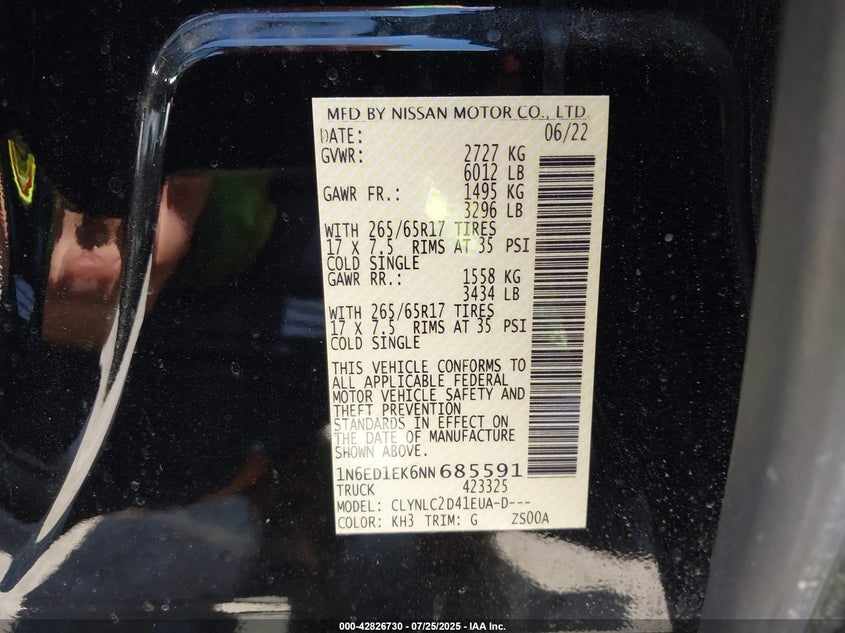 MFD BY NISSAN MOTOR CO., LTD.
DATE: 06/22
GVWR: 2727 KG
6012 LB
GAWR FR.: 1495 KG
3296 LB
WITH 265/65R17 TIRES
17 X 7.5 RIMS AT 35 PSI
COLD SINGLE
GAWR RR.: 1558 KG
3434 LB
WITH 265/65R17 TIRES
17 X 7.5 RIMS AT 35 PSI
COLD SINGLE
THIS VEHICLE CONFORMS TO
ALL APPLICABLE FEDERAL
MOTOR VEHICLE SAFETY AND
THEFT PREVENTION
STANDARDS IN EFFECT ON
THE DATE OF MANUFACTURE
SHOWN ABOVE.
1N6ED1EK6NN685591
TRUCK 423325
MODEL: CLYNLC2D41EUA-D---
COLOR: KH3 TRIM: G ZS00A
000-42826730 - 07/25/2025 - IAA Inc.